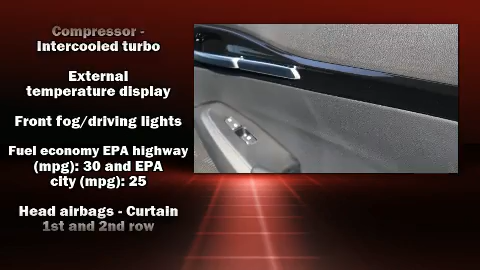 Compressor -
Intercooled turbo
External
temperature display
Front fog/driving lights
Fuel economy EPA highway
(mpg): 30 and EPA
city (mpg): 25
Head airbags - Curtain
1st and 2nd row